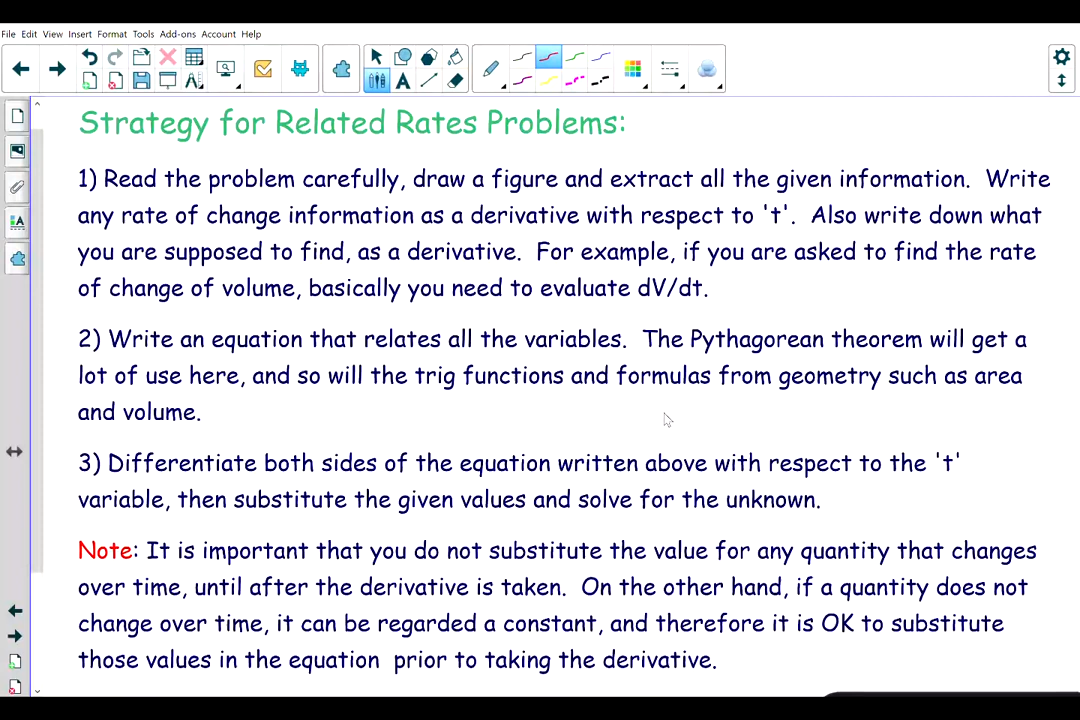 File Edit View Insert Format Tools Add-ons Account Help
Strategy for Related Rates Problems:
1) Read the problem carefully, draw a figure and extract all the given information. Write
any rate of change information as a derivative with respect to 't'. Also write down what
you are supposed to find, as a derivative. For example, if you are asked to find the rate
of change of volume, basically you need to evaluate dV/dt.
2) Write an equation that relates all the variables. The Pythagorean theorem will get a
lot of use here, and so will the trig functions and formulas from geometry such as area
and volume.
3) Differentiate both sides of the equation written above with respect to the 't'
variable, then substitute the given values and solve for the unknown.
Note: It is important that you do not substitute the value for any quantity that changes
over time, until after the derivative is taken. On the other hand, if a quantity does not
change over time, it can be regarded a constant, and therefore it is OK to substitute
those values in the equation prior to taking the derivative.